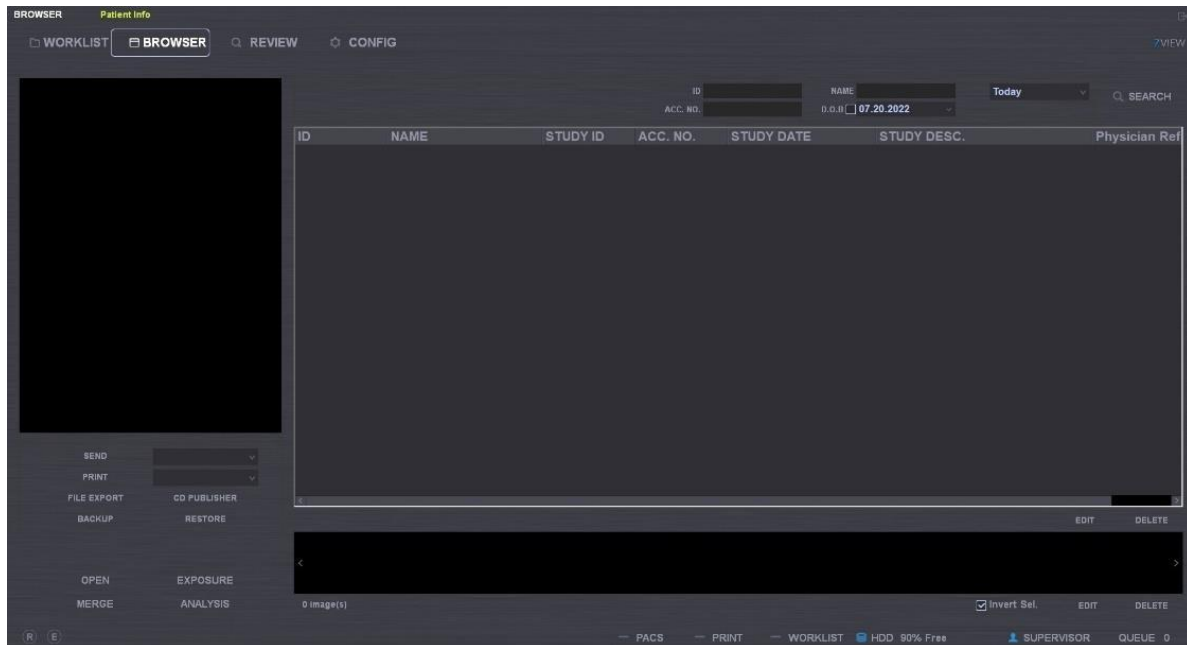 BROWSER Patient Info
WORKLIST BROWSER REVIEW CONFIG
ZVIEW
ID NAME Today SEARCH
ACC. NO. D.O.B 07.20.2022
ID NAME STUDY ID ACC. NO. STUDY DATE STUDY DESC. Physician Ref
SEND
PRINT
FILE EXPORT CD PUBLISHER
BACKUP RESTORE
EDIT DELETE
OPEN EXPOSURE
MERGE ANALYSIS
0 image(s) Invert Sel. EDIT DELETE
R E PACS PRINT WORKLIST HDD 90% Free SUPERVISOR QUEUE 0